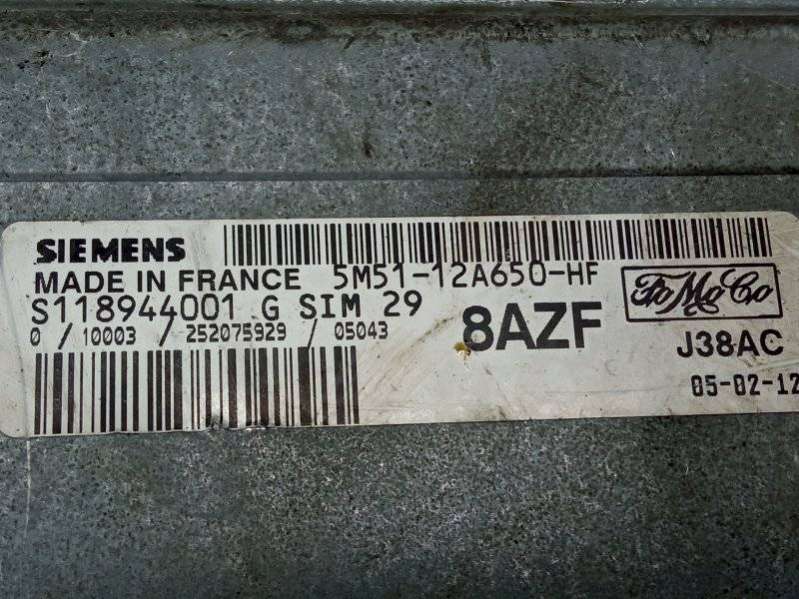 SIEMENS
MADE IN FRANCE 5M51-12A650-HF
S118944001 G SIM 29
0 / 10003 / 252075929 / 05043
8AZF
FoMoCo
J38AC
05-02-12